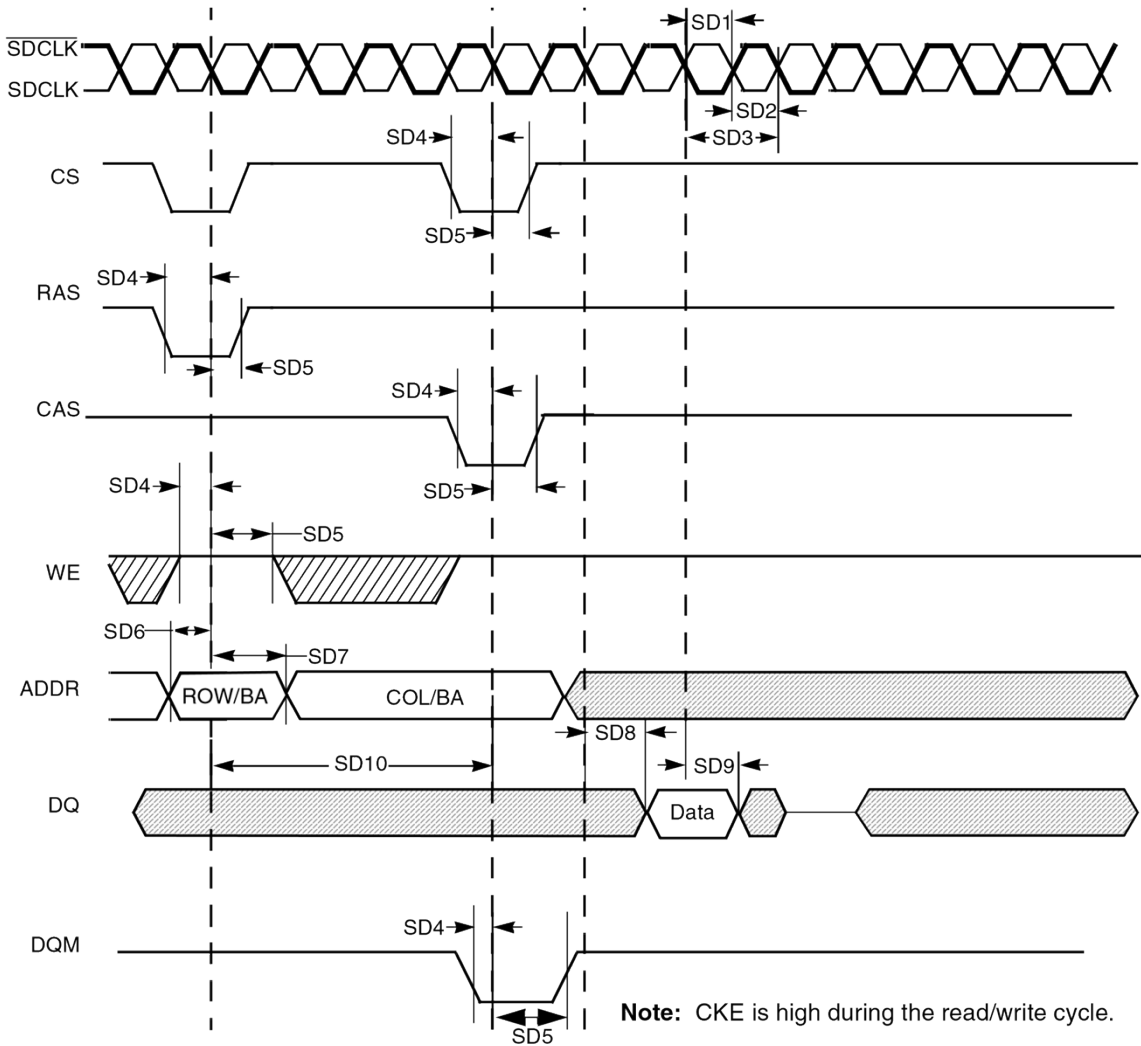 SD1
SDCLK
SDCLK
SD2
SD4
SD3
CS
SD5
SD4
RAS
SD5
SD4
CAS
SD4
SD5
SD5
WE
SD6
SD7
ADDR
ROW/BA
COL/BA
SD8
SD10
SD9
DQ
Data
SD4
DQM
Note: CKE is high during the read/write cycle.
SD5